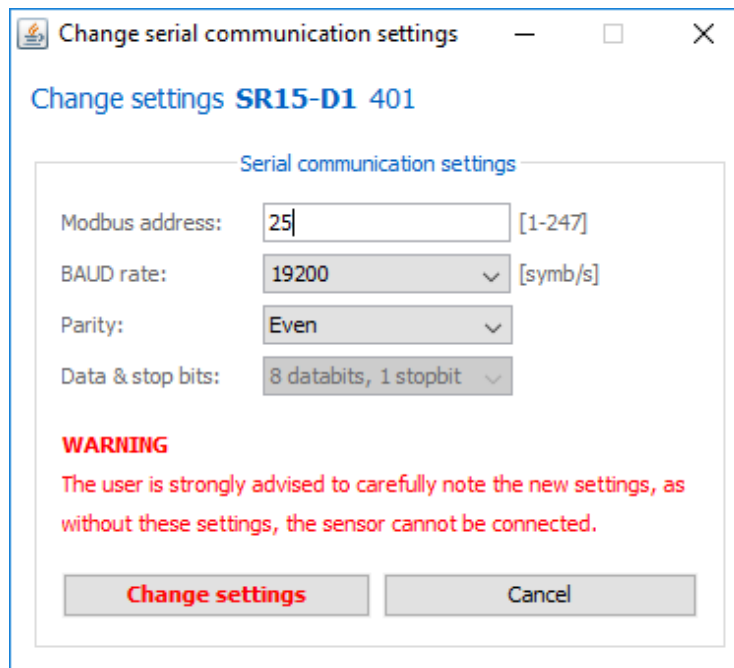 Change serial communication settings
Change settings SR15-D1 401
Serial communication settings
Modbus address: 25 [1-247]
BAUD rate: 19200 [symb/s]
Parity: Even
Data & stop bits: 8 databits, 1 stopbit
WARNING
The user is strongly advised to carefully note the new settings, as
without these settings, the sensor cannot be connected.
Change settings Cancel